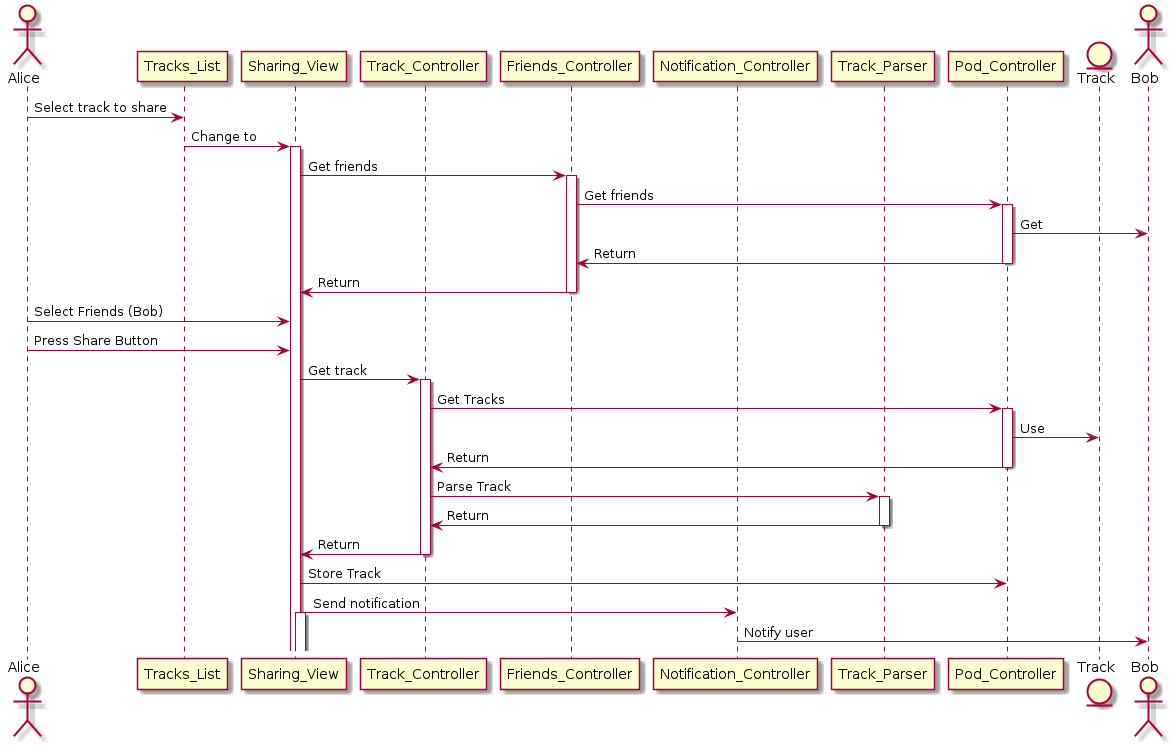 Alice
Bob
Tracks_List
Sharing_View
Track_Controller
Friends_Controller
Notification_Controller
Track_Parser
Pod_Controller
Track
Select track to share
Change to
Get friends
Get friends
Get
Return
Return
Select Friends (Bob)
Press Share Button
Get track
Get Tracks
Use
Return
Parse Track
Return
Return
Store Track
Send notification
Notify user
Alice
Tracks_List
Sharing_View
Track_Controller
Friends_Controller
Notification_Controller
Track_Parser
Pod_Controller
Track
Bob